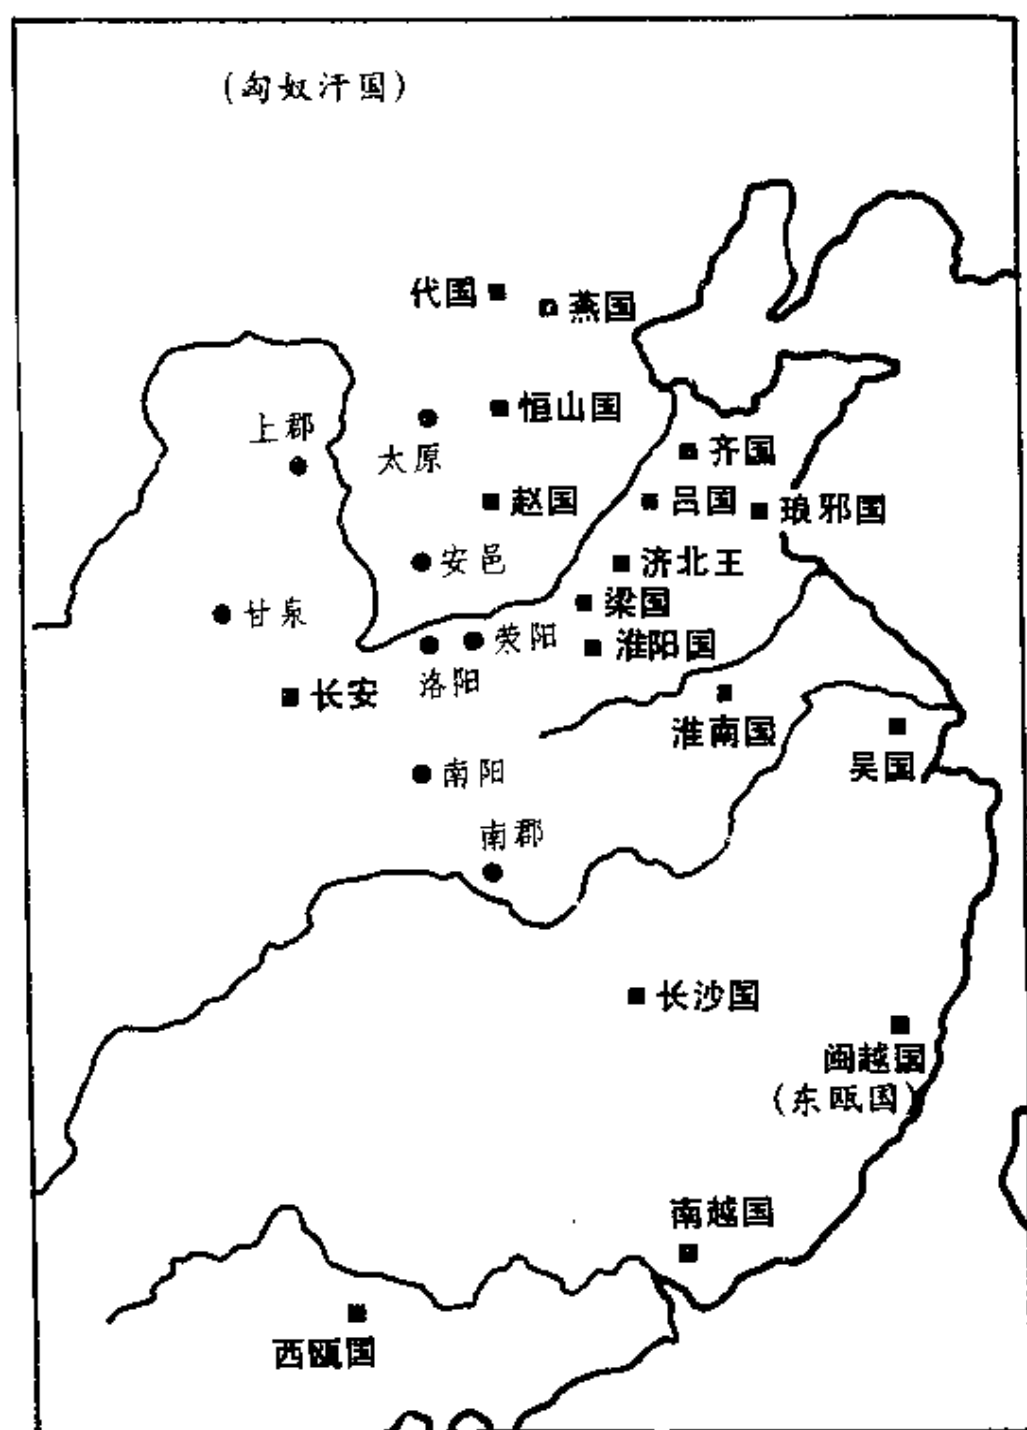 (匈奴汗国)
代国
燕国
恒山国
上郡
太原
齐国
赵国
吕国
琅邪国
安邑
济北王
甘泉
梁国
荥阳
淮阳国
洛阳
长安
淮南国
吴国
南阳
南郡
长沙国
闽越国
(东瓯国)
南越国
西瓯国